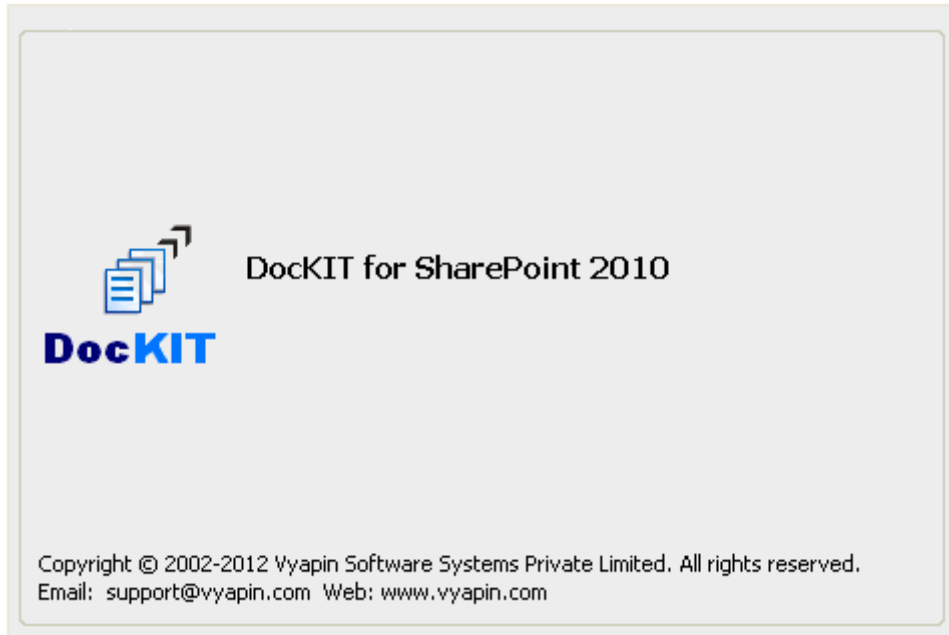 DocKIT for SharePoint 2010
DocKIT
Copyright © 2002-2012 Vyapin Software Systems Private Limited. All rights reserved.
Email: support@vyapin.com Web: www.vyapin.com